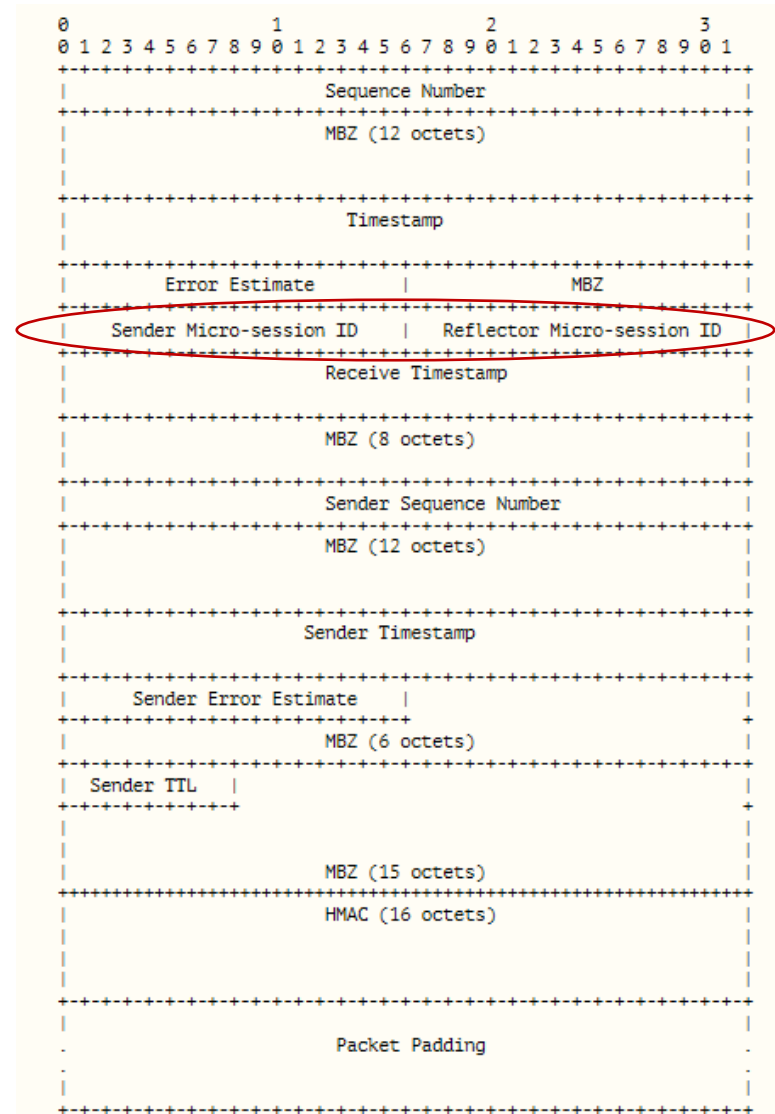 0                   1                   2                   3
0 1 2 3 4 5 6 7 8 9 0 1 2 3 4 5 6 7 8 9 0 1 2 3 4 5 6 7 8 9 0 1
Sequence Number
MBZ (12 octets)
Timestamp
Error Estimate | MBZ
Sender Micro-session ID | Reflector Micro-session ID
Receive Timestamp
MBZ (8 octets)
Sender Sequence Number
MBZ (12 octets)
Sender Timestamp
Sender Error Estimate
MBZ (6 octets)
Sender TTL
MBZ (15 octets)
HMAC (16 octets)
Packet Padding